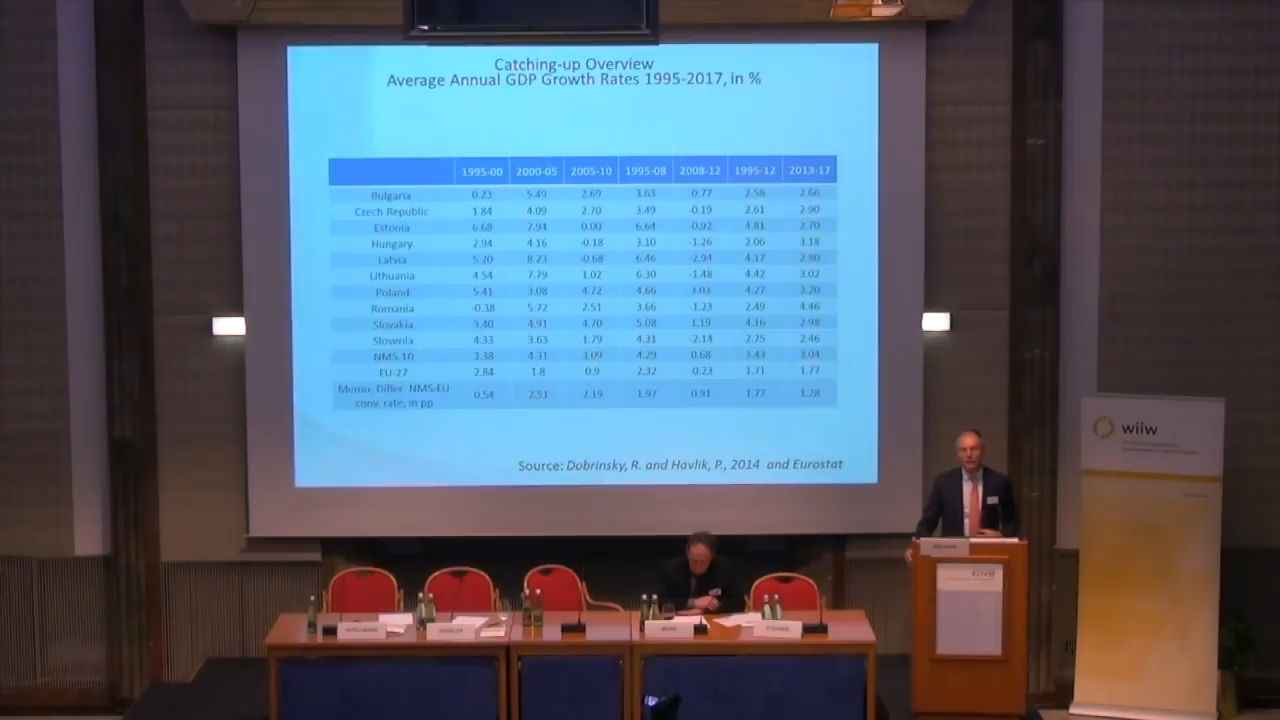 Catching-up Overview
Average Annual GDP Growth Rates 1995-2017, in %
1995-00 2000-05 2005-10 1995-08 2008-12 1995-12 2013-17
Bulgaria 0.23 5.49 2.69 3.63 0.77 2.58 2.66
Czech Republic 1.84 4.09 2.70 3.49 -0.19 2.61 2.90
Estonia 6.68 7.94 0.00 6.64 0.92 4.81 2.70
Hungary 2.94 4.16 -0.18 3.10 -1.26 2.06 3.18
Latvia 5.20 8.23 -0.68 6.46 -2.94 4.17 2.80
Lithuania 4.54 7.79 1.02 6.30 -1.48 4.42 3.02
Poland 5.41 3.08 4.72 4.66 3.03 4.27 3.20
Romania -0.38 5.72 2.51 3.66 -1.23 2.49 4.46
Slovakia 3.40 4.91 4.70 5.08 1.19 4.16 2.98
Slovenia 4.33 3.63 1.79 4.31 -2.14 2.75 2.46
NMS-10 3.38 4.31 3.09 4.29 0.68 3.43 3.04
EU-27 2.84 1.8 0.9 2.32 0.23 1.71 1.77
Memo: Differ. NMS-EU
conv. rate, in pp 0.54 2.51 2.19 1.97 0.91 1.72 1.28
Source: Dobrinsky, R. and Havlik, P., 2014 and Eurostat
wiiw